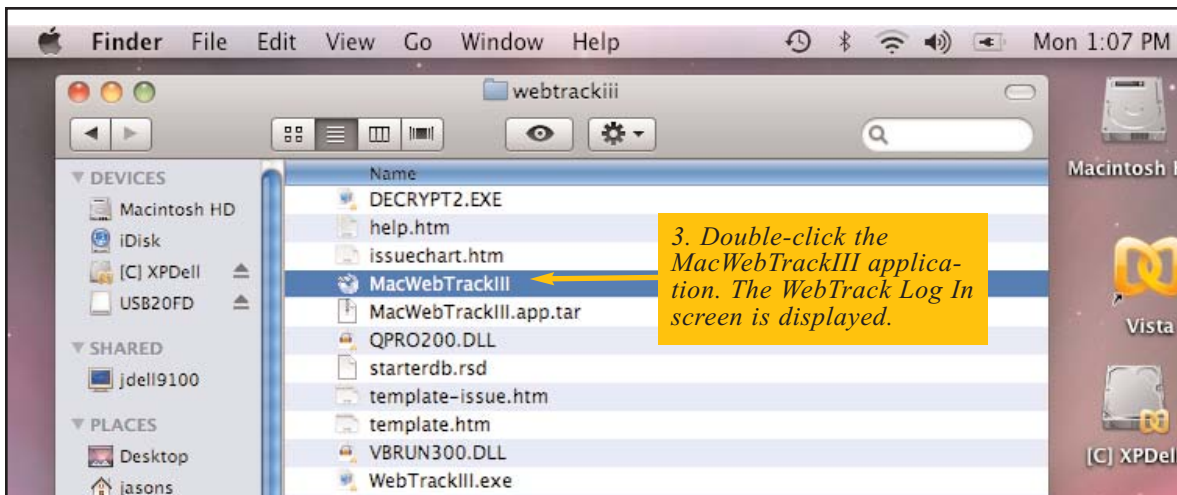 Finder File Edit View Go Window Help Mon 1:07 PM
webtrackiii
Macintosh
DEVICES
Macintosh HD
iDisk
[C] XPDell
USB20FD
SHARED
jdell9100
PLACES
Desktop
jasons
Name
DECRYPT2.EXE
help.htm
issuechart.htm
MacWebTrackIII
MacWebTrackIII.app.tar
QPRO200.DLL
starterdb.rsd
template-issue.htm
template.htm
VBRUN300.DLL
WebTrackIII.exe
3. Double-click the
MacWebTrackIII applica-
tion. The WebTrack Log In
screen is displayed.
Vista
[C] XPDell